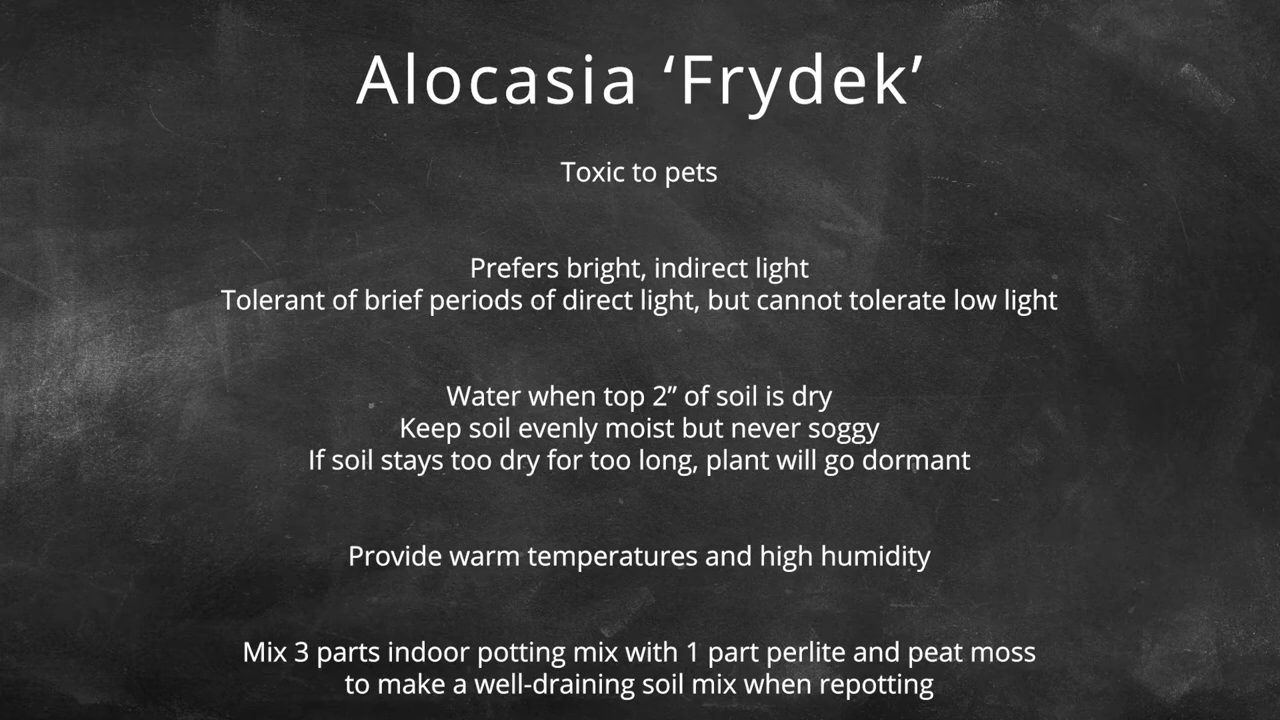 Alocasia ‘Frydek’
Toxic to pets
Prefers bright, indirect light
Tolerant of brief periods of direct light, but cannot tolerate low light
Water when top 2” of soil is dry
Keep soil evenly moist but never soggy
If soil stays too dry for too long, plant will go dormant
Provide warm temperatures and high humidity
Mix 3 parts indoor potting mix with 1 part perlite and peat moss
to make a well-draining soil mix when repotting